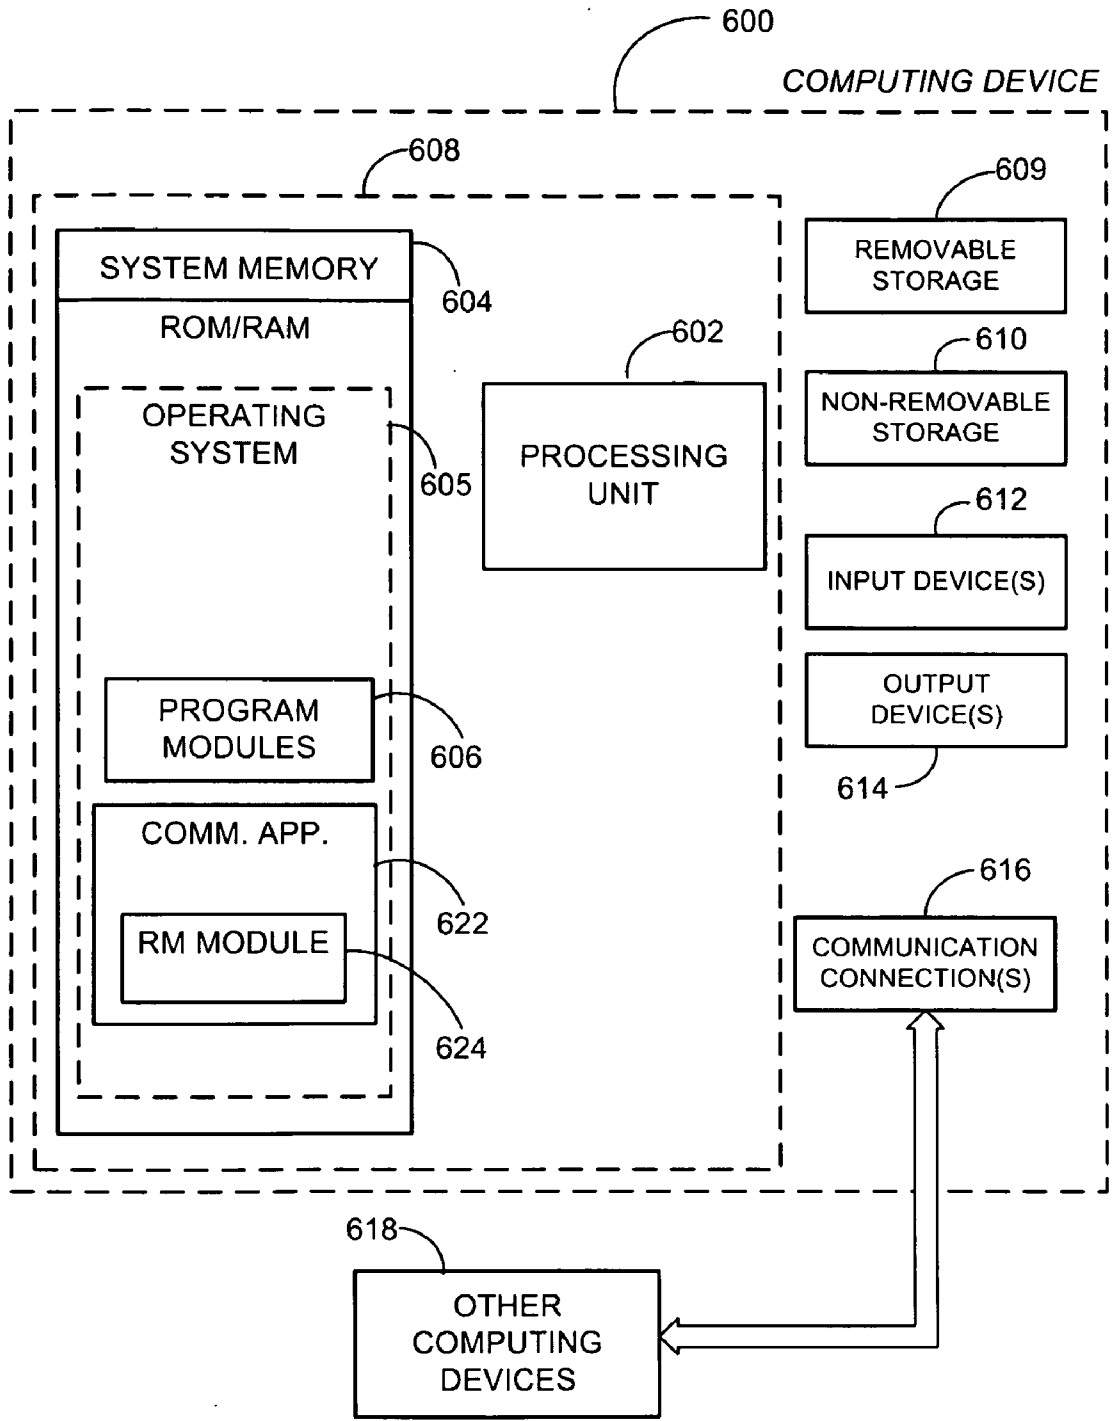 600
COMPUTING DEVICE
608
609
SYSTEM MEMORY
604
REMOVABLE
STORAGE
ROM/RAM
602
610
OPERATING
SYSTEM
605
PROCESSING
UNIT
NON-REMOVABLE
STORAGE
612
INPUT DEVICE(S)
OUTPUT
DEVICE(S)
614
PROGRAM
MODULES
606
COMM. APP.
622
RM MODULE
624
616
COMMUNICATION
CONNECTION(S)
618
OTHER
COMPUTING
DEVICES